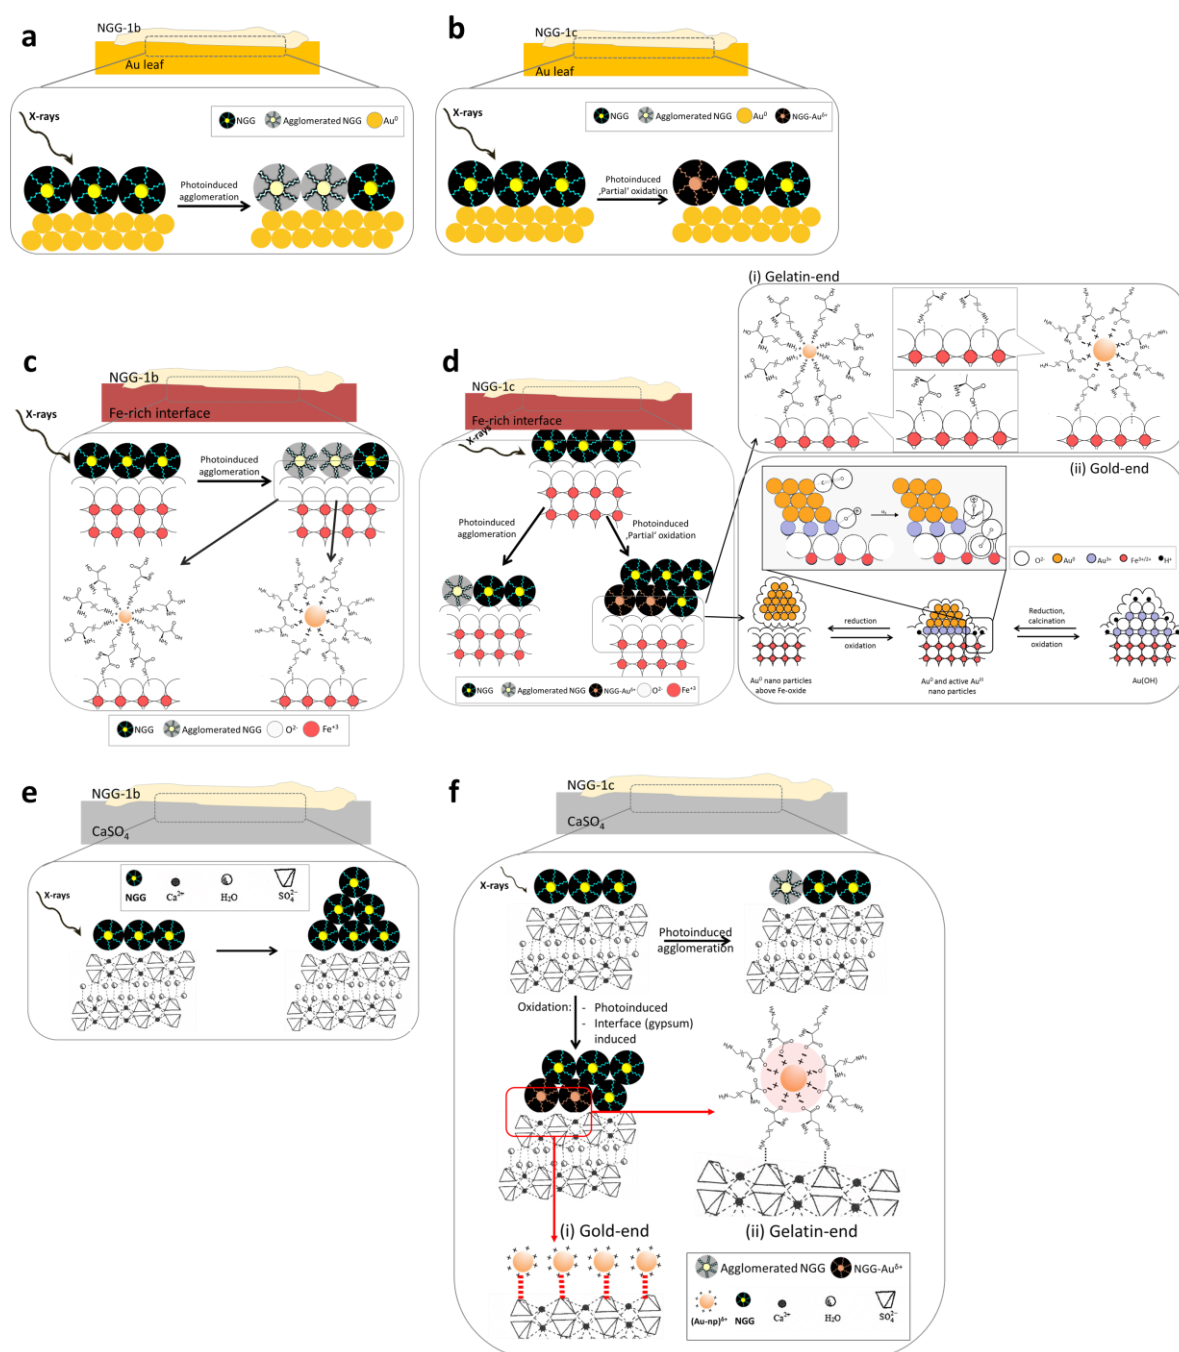 a
NGG-1b
Au leaf
X-rays
NGG
Agglomerated NGG
Au⁰
Photoinduced
agglomeration
b
NGG-1c
Au leaf
X-rays
NGG
Agglomerated NGG
Au⁰
NGG-Auᵟ⁺
Photoinduced
‚Partial' oxidation
c
NGG-1b
Fe-rich interface
X-rays
Photoinduced
agglomeration
NGG
Agglomerated NGG
O²⁻
Fe⁺³
d
NGG-1c
Fe-rich interface
X-rays
Photoinduced
agglomeration
Photoinduced
‚Partial' oxidation
NGG
Agglomerated NGG
NGG-Auᵟ⁺
O²⁻
Fe⁺³
(i) Gelatin-end
(ii) Gold-end
O²⁻
Au⁰
Auᵟ⁺
Fe³⁺/²⁺
H⁺
reduction
oxidation
Reduction,
calcination
oxidation
Au⁰ nano particles
above Fe-oxide
Au⁰ and active Auᴵᴵᴵ
nano particles
Au(OH)
e
NGG-1b
CaSO₄
X-rays
NGG
Ca²⁺
H₂O
SO₄²⁻
f
NGG-1c
CaSO₄
X-rays
Photoinduced
agglomeration
Oxidation:
- Photoinduced
- Interface (gypsum)
induced
(i) Gold-end
(ii) Gelatin-end
Agglomerated NGG
NGG-Auᵟ⁺
(Au-np)ᵟ⁺
NGG
Ca²⁺
H₂O
SO₄²⁻